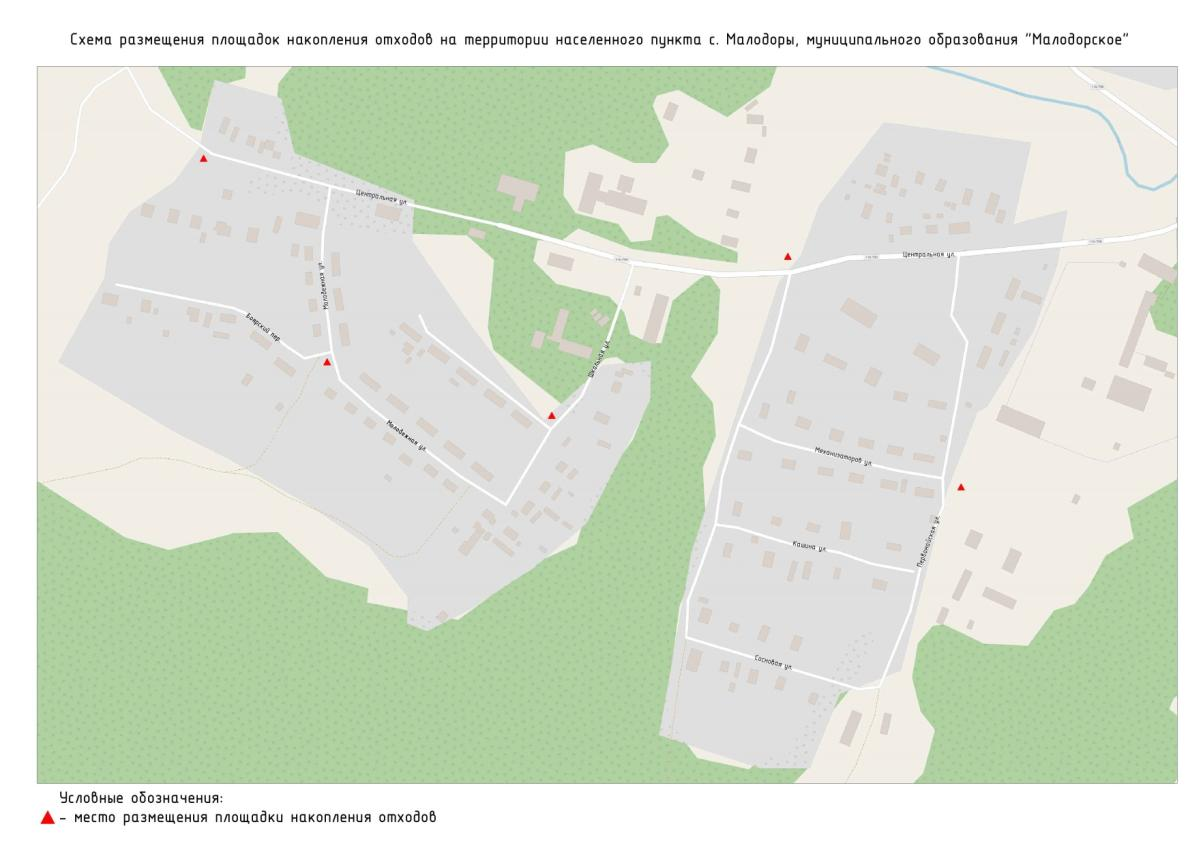 Схема размещения площадок накопления отходов на территории населенного пункта с. Малодоры, муниципального образования "Малодорское"
Центральная ул.
Центральная ул.
Молодежная ул.
Боярский пер.
Школьная ул.
Молодежная ул.
Механизаторов ул.
Первомайская ул.
Кашина ул.
Сосновая ул.
Условные обозначения:
– место размещения площадки накопления отходов